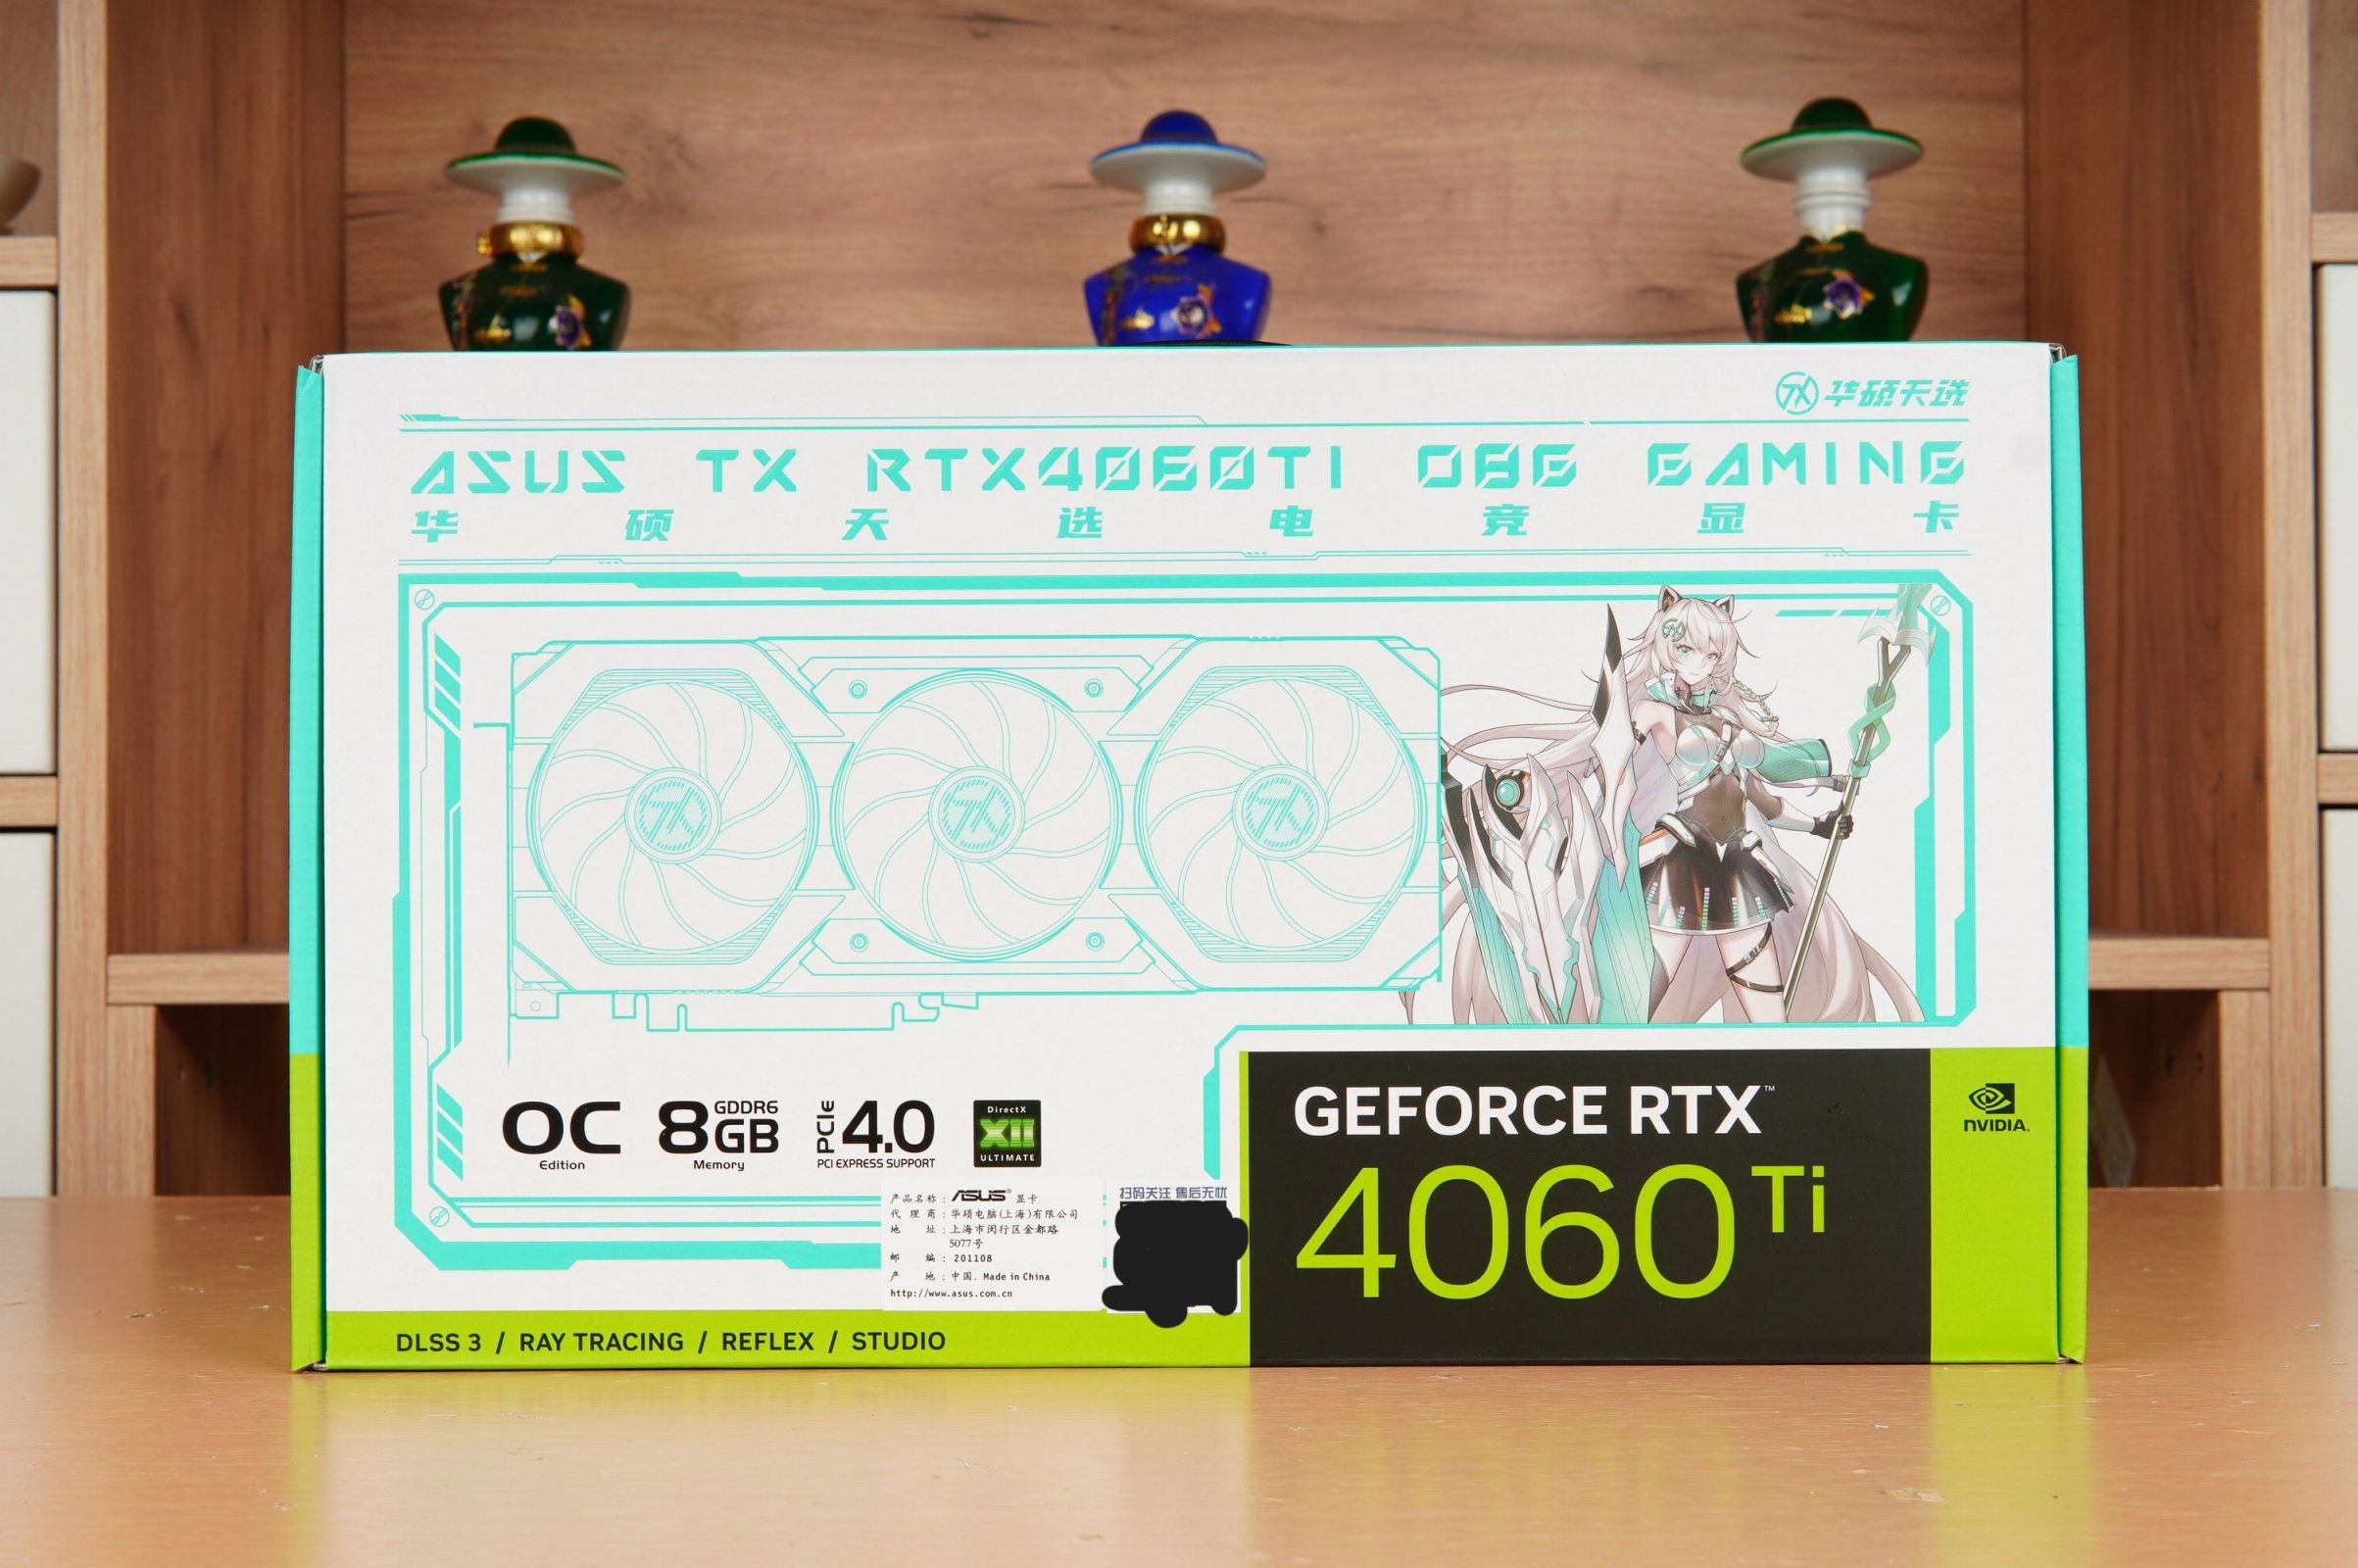 TX 华硕天选
ASUS TX RTX4060TI O8G GAMING
华硕天选电竞显卡
TX TX TX
OC Edition
8GB GDDR6 Memory
PCIe 4.0 PCI EXPRESS SUPPORT
DirectX XII ULTIMATE
GEFORCE RTX™
4060 Ti
NVIDIA.
产品名称：ASUS® 显卡
代理商：华硕电脑(上海)有限公司
地址：上海市闵行区金都路
5077号
邮编：201108
产地：中国. Made in China
http://www.asus.com.cn
扫码关注 售后无忧
DLSS 3 / RAY TRACING / REFLEX / STUDIO